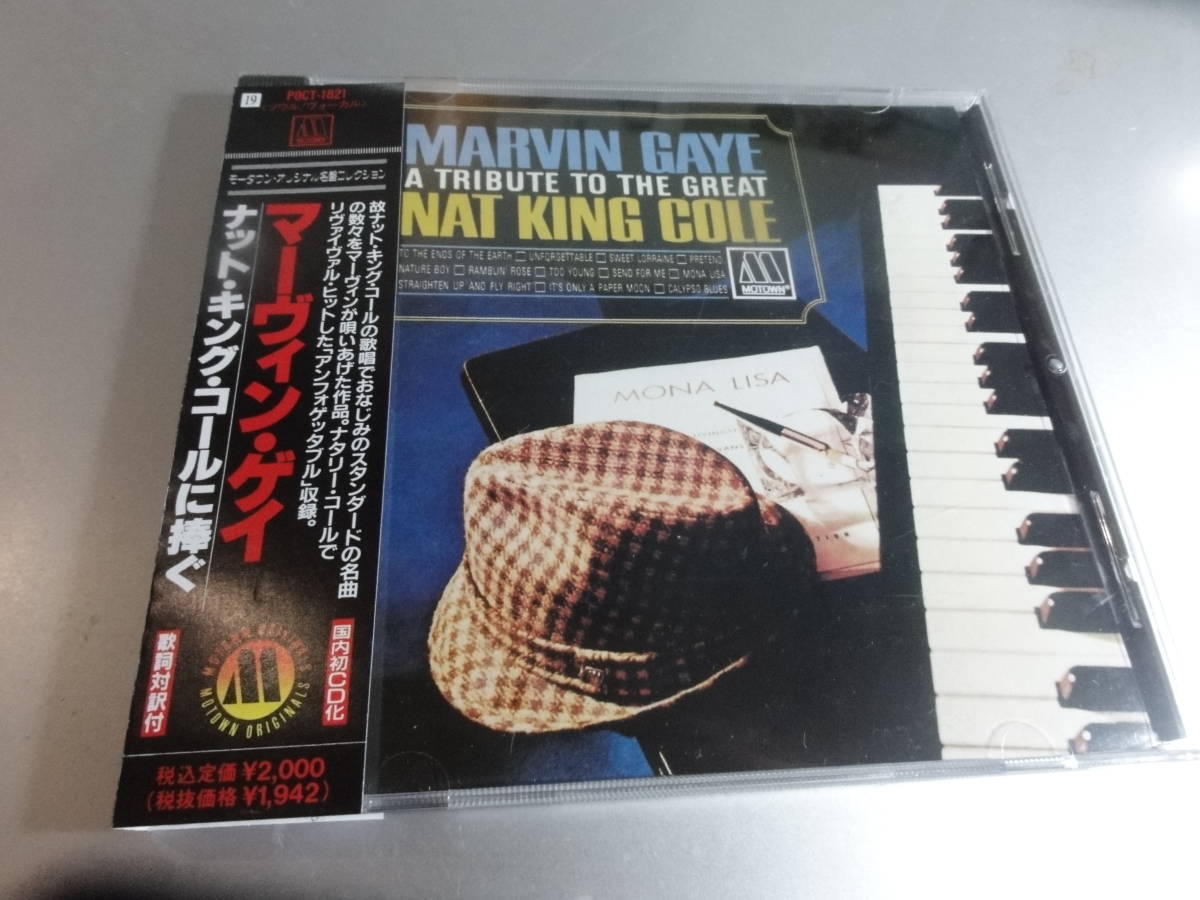 19
POCT-1821
<ソウル/ヴォーカル>
MOTOWN
モータウン・オリジナル名盤コレクション
マーヴィン・ゲイ
ナット・キング・コールに捧ぐ
故ナット・キング・コールの歌唱でおなじみのスタンダードの名曲
の数々をマーヴィンが唄いあげた作品。ナタリー・コールで
リヴァイヴァル・ヒットした「アンフォゲッタブル」収録。
国内初CD化
歌詞対訳付
MOTOWN ORIGINALS
MOTOWN ORIGINALS
税込定価 ¥2,000
(税抜価格 ¥1,942)
MARVIN GAYE
A TRIBUTE TO THE GREAT
NAT KING COLE
TO THE ENDS OF THE EARTH □ UNFORGETTABLE □ SWEET LORRAINE □ PRETEND
NATURE BOY □ RAMBLIN' ROSE □ TOO YOUNG □ SEND FOR ME □ MONA LISA
STRAIGHTEN UP AND FLY RIGHT □ IT'S ONLY A PAPER MOON □ CALYPSO BLUES
MOTOWN®
MONA LISA